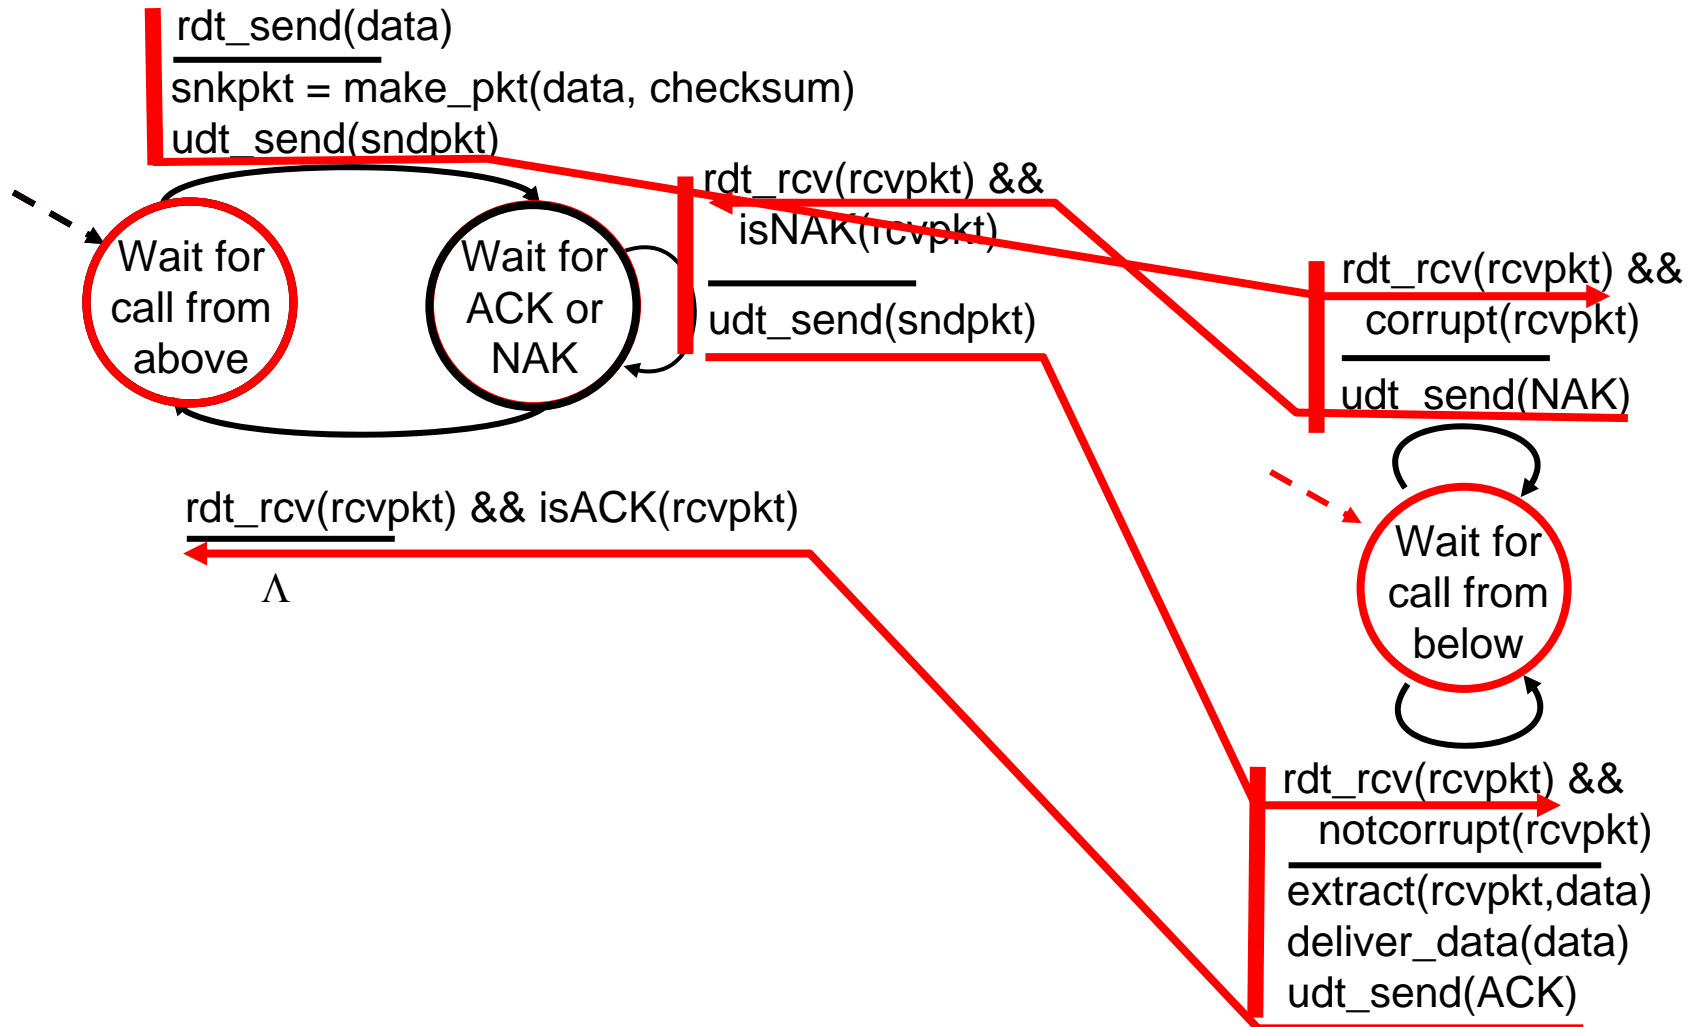 rdt_send(data)
snkpkt = make_pkt(data, checksum)
udt_send(sndpkt)
rdt_rcv(rcvpkt) &&
isNAK(rcvpkt)
udt_send(sndpkt)
Wait for
call from
above
Wait for
ACK or
NAK
rdt_rcv(rcvpkt) && isACK(rcvpkt)
Λ
rdt_rcv(rcvpkt) &&
corrupt(rcvpkt)
udt_send(NAK)
Wait for
call from
below
rdt_rcv(rcvpkt) &&
notcorrupt(rcvpkt)
extract(rcvpkt,data)
deliver_data(data)
udt_send(ACK)